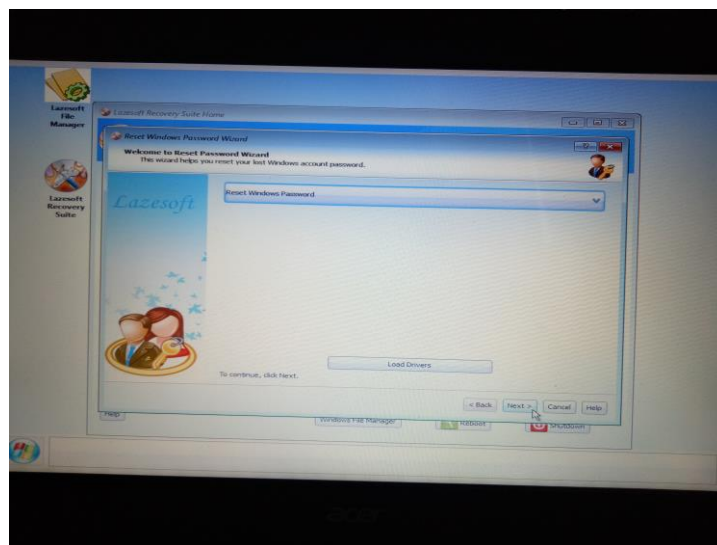 Lazesoft
File
Manager
Lazesoft
Recovery
Suite
Lazesoft Recovery Suite Home
Reset Windows Password Wizard
Welcome to Reset Password Wizard
This wizard helps you reset your lost Windows account password.
Lazesoft
Reset Windows Password
Load Drivers
To continue, click Next.
< Back
Next >
Cancel
Help
Help
Windows File Manager
Reboot
Shutdown
acer